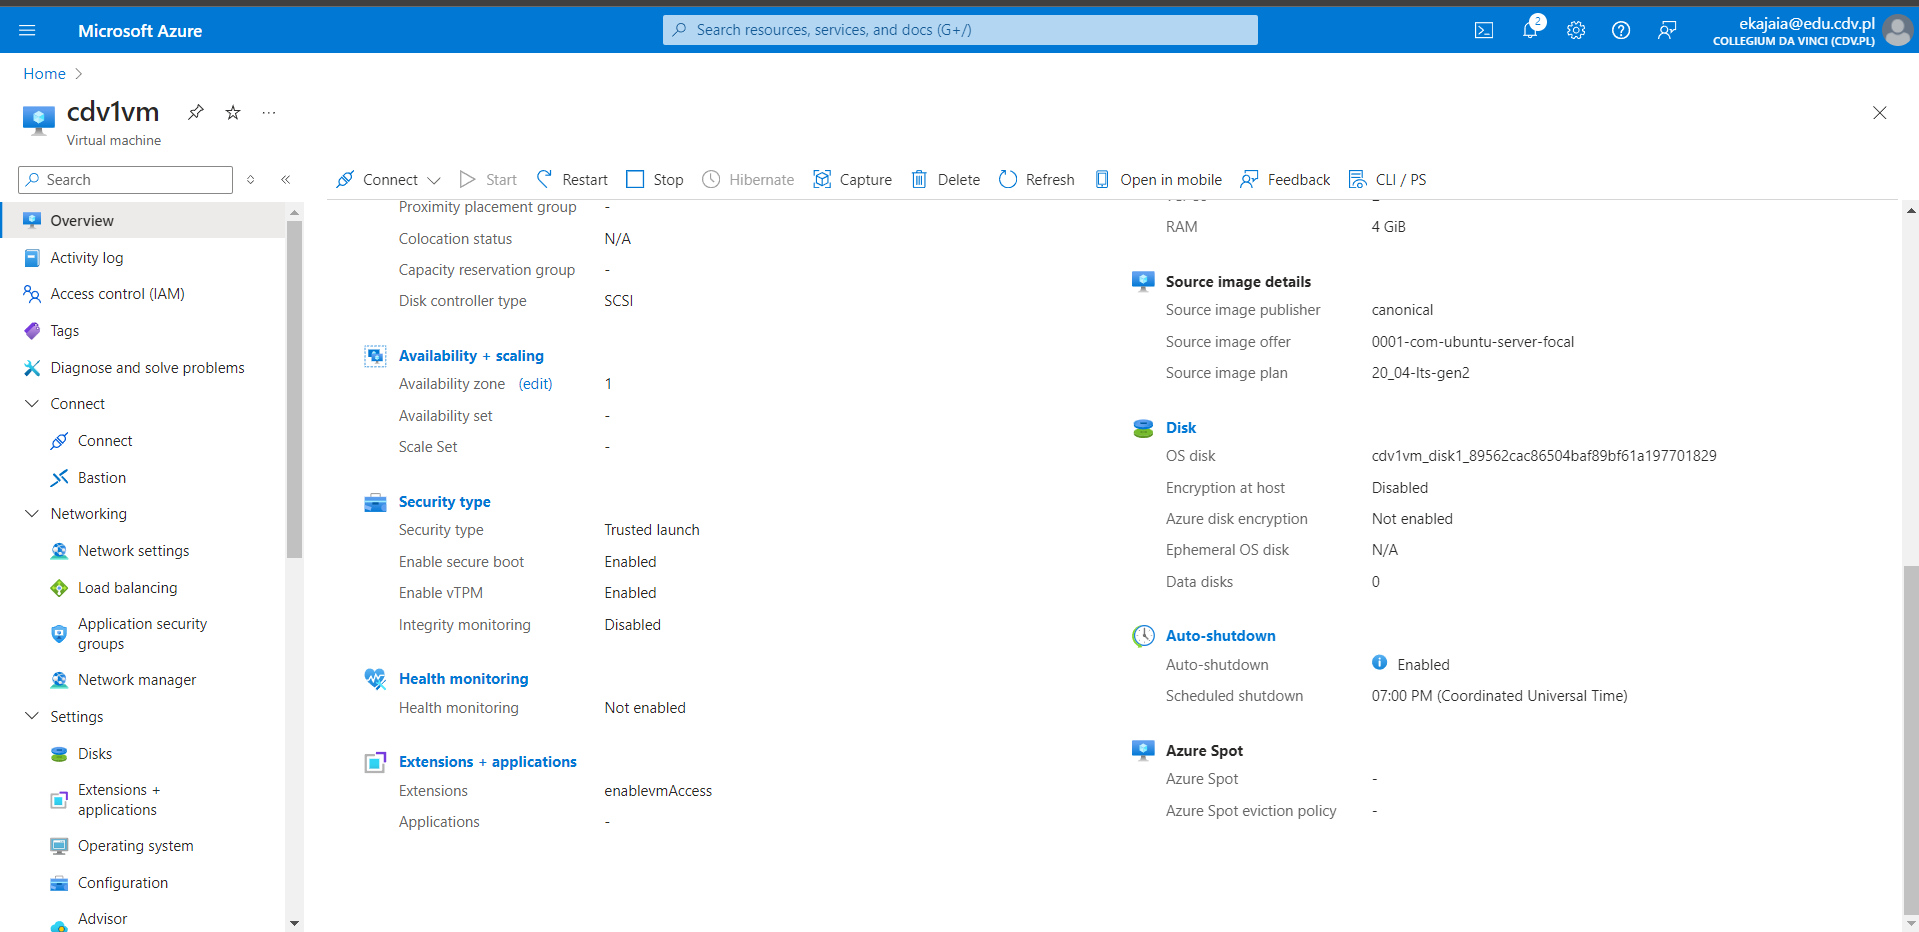 Microsoft Azure
Search resources, services, and docs (G+/)
2
ekajaia@edu.cdv.pl
COLLEGIUM DA VINCI (CDV.PL)
Home
cdv1vm
Virtual machine
Search
Connect
Start
Restart
Stop
Hibernate
Capture
Delete
Refresh
Open in mobile
Feedback
CLI / PS
Overview
Activity log
Access control (IAM)
Tags
Diagnose and solve problems
Connect
Connect
Bastion
Networking
Network settings
Load balancing
Application security
groups
Network manager
Settings
Disks
Extensions +
applications
Operating system
Configuration
Advisor
Proximity placement group -
Colocation status N/A
Capacity reservation group -
Disk controller type SCSI
Availability + scaling
Availability zone (edit) 1
Availability set -
Scale Set -
Security type
Security type Trusted launch
Enable secure boot Enabled
Enable vTPM Enabled
Integrity monitoring Disabled
Health monitoring
Health monitoring Not enabled
Extensions + applications
Extensions enablevmAccess
Applications -
RAM 4 GiB
Source image details
Source image publisher canonical
Source image offer 0001-com-ubuntu-server-focal
Source image plan 20_04-lts-gen2
Disk
OS disk cdv1vm_disk1_89562cac86504baf89bf61a197701829
Encryption at host Disabled
Azure disk encryption Not enabled
Ephemeral OS disk N/A
Data disks 0
Auto-shutdown
Auto-shutdown Enabled
Scheduled shutdown 07:00 PM (Coordinated Universal Time)
Azure Spot
Azure Spot -
Azure Spot eviction policy -